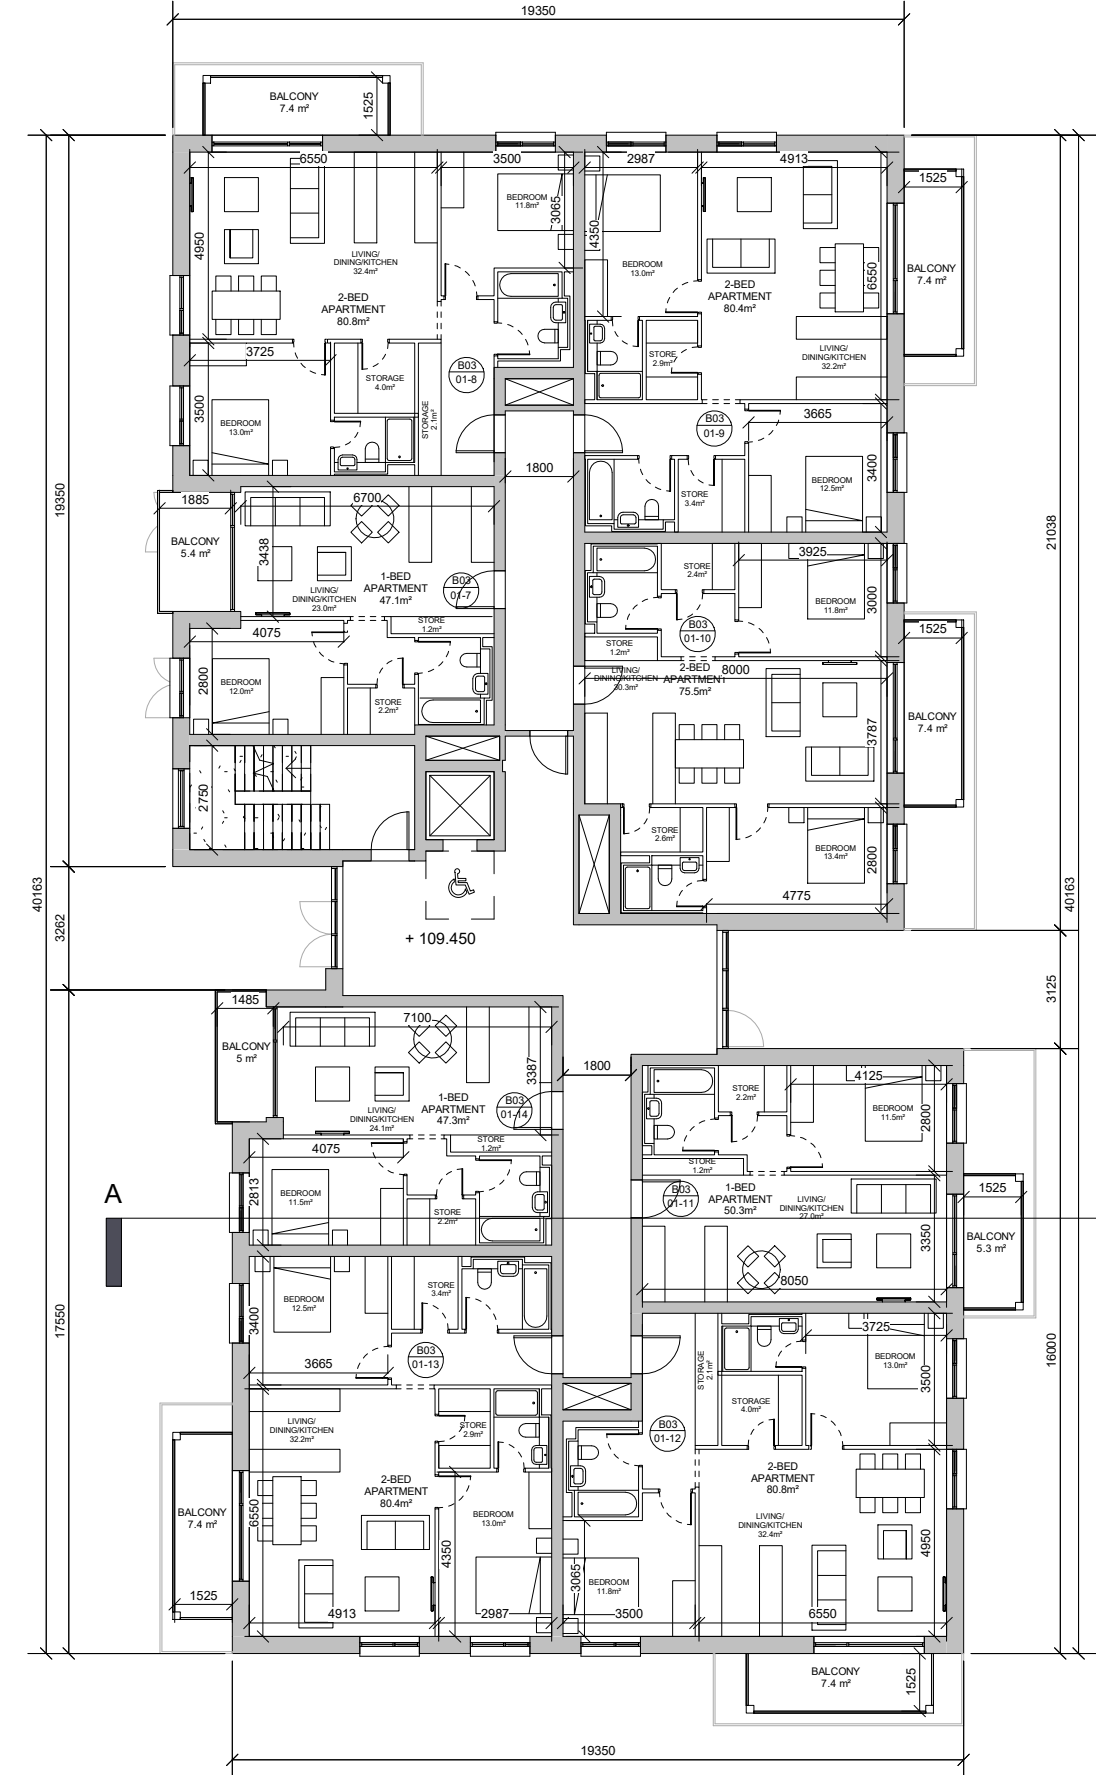 19350
BALCONY
7.4 m²
1525
6550
3500
2987
4913
1525
BEDROOM
11.8m²
3065
4950
LIVING/
DINING/KITCHEN
32.4m²
2-BED
APARTMENT
80.8m²
4350
BEDROOM
13.0m²
2-BED
APARTMENT
80.4m²
6550
BALCONY
7.4 m²
3725
STORAGE
4.0m²
B03
01-8
STORE
2.9m²
LIVING/
DINING/KITCHEN
32.2m²
3500
BEDROOM
13.0m²
STORAGE
2.1m²
B03
01-9
3665
1800
BEDROOM
12.5m²
3400
STORE
3.4m²
19350
1885
6700
BALCONY
5.4 m²
3438
1-BED
APARTMENT
47.1m²
LIVING/
DINING/KITCHEN
23.0m²
B03
01-7
STORE
1.2m²
4075
2800
BEDROOM
12.0m²
STORE
2.2m²
21038
3925
STORE
2.4m²
BEDROOM
11.8m²
3000
B03
01-10
STORE
1.2m²
1525
LIVING/
DINING/KITCHEN
30.3m²
2-BED
APARTMENT
75.5m²
8000
3787
BALCONY
7.4 m²
2750
STORE
2.6m²
BEDROOM
13.4m²
2800
4775
40163
3262
+ 109.450
40163
3125
1485
7100
BALCONY
5 m²
3387
1800
1-BED
APARTMENT
47.3m²
LIVING/
DINING/KITCHEN
24.1m²
B03
01-14
STORE
1.2m²
4075
2813
BEDROOM
11.5m²
STORE
2.2m²
4125
STORE
2.2m²
BEDROOM
11.5m²
2800
STORE
1.2m²
B03
01-11
1-BED
APARTMENT
50.3m²
LIVING/
DINING/KITCHEN
27.0m²
1525
3350
BALCONY
5.3 m²
8050
A
17550
16000
3400
BEDROOM
12.5m²
STORE
3.4m²
3665
B03
01-13
3725
BEDROOM
13.0m²
3500
STORAGE
2.1m²
STORAGE
4.0m²
LIVING/
DINING/KITCHEN
32.2m²
STORE
2.9m²
B03
01-12
2-BED
APARTMENT
80.4m²
2-BED
APARTMENT
80.8m²
BALCONY
7.4 m²
6550
BEDROOM
13.0m²
4350
LIVING/
DINING/KITCHEN
32.4m²
4950
3065
BEDROOM
11.8m²
1525
4913
2987
3500
6550
BALCONY
7.4 m²
1525
19350